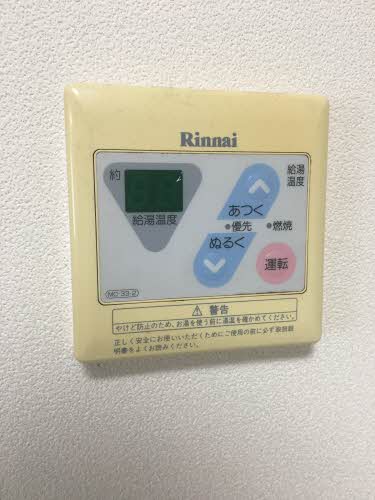 Rinnai
約
給湯温度
給湯
温度
あつく
●優先 ●燃焼
ぬるく
運転
MC-33-2
⚠ 警告
やけど防止のため、お湯を使う前に湯温を確かめてください。
正しく安全にお使いいただくためにご使用の前に必ず取扱説
明書をよくお読みください。